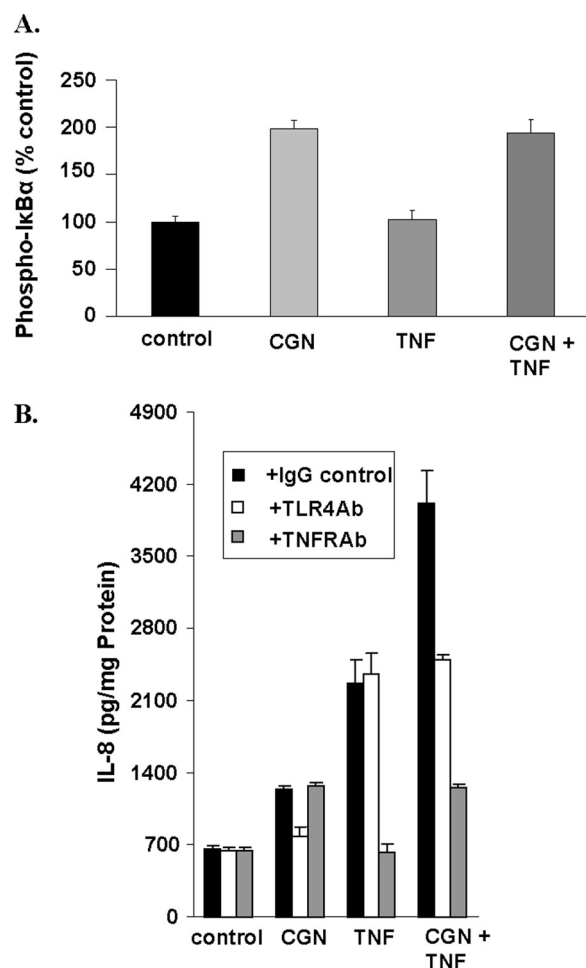 A.
Phospho-IκBα (% control)
250
200
150
100
50
0
control
CGN
TNF
CGN +
TNF
B.
IL-8 (pg/mg Protein)
4900
4200
3500
2800
2100
1400
700
0
+IgG control
+TLR4Ab
+TNFRAb
control
CGN
TNF
CGN +
TNF